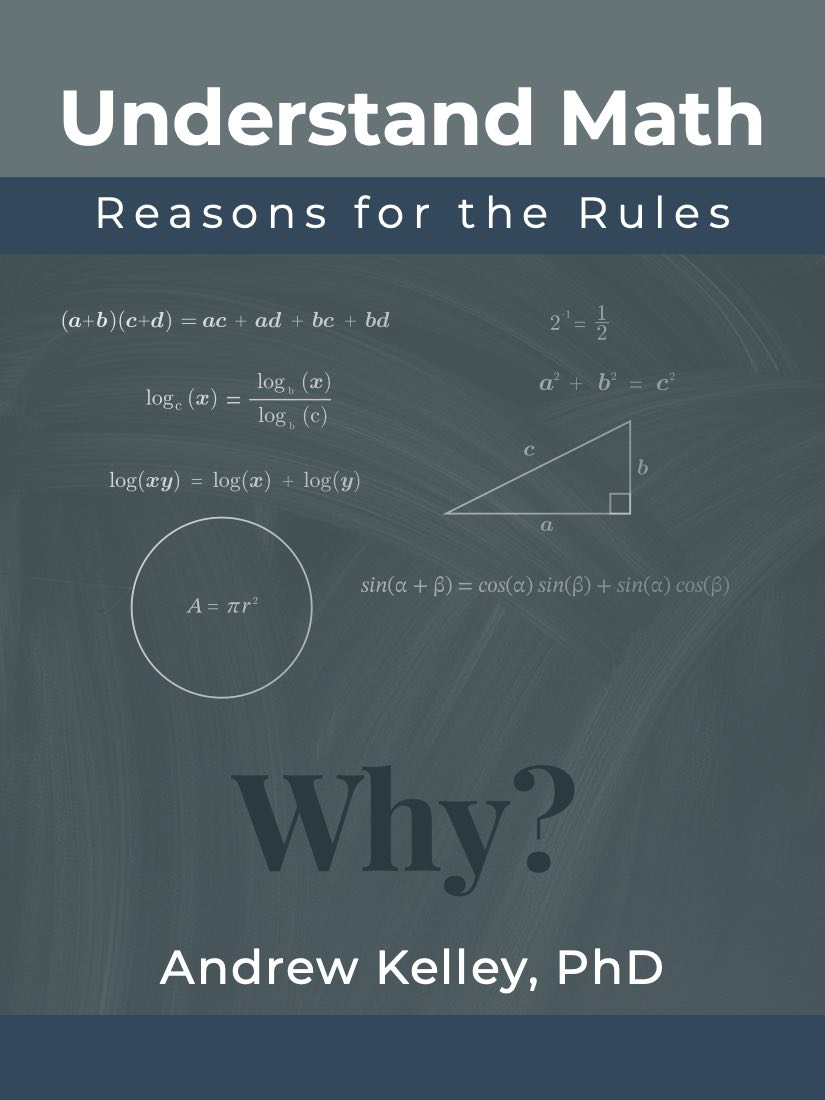 Understand Math
Reasons for the Rules
(a+b)(c+d) = ac + ad + bc + bd
2⁻¹ = 1/2
log_c (x) = log_b (x) / log_b (c)
a² + b² = c²
c
b
a
log(xy) = log(x) + log(y)
sin(α + β) = cos(α) sin(β) + sin(α) cos(β)
A = πr²
Why?
Andrew Kelley, PhD